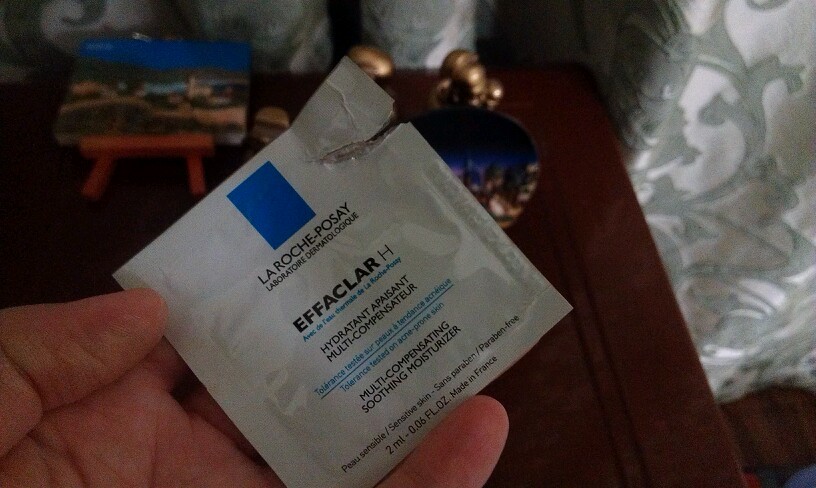 LA ROCHE-POSAY
LABORATOIRE DERMATOLOGIQUE
EFFACLAR H
Avec de l'eau thermale de La Roche-Posay
HYDRATANT APAISANT
MULTI-COMPENSATEUR
Tolérance testée sur peaux à tendance acnéique
Tolerance tested on acne-prone skin
MULTI-COMPENSATING
SOOTHING MOISTURIZER
Peau sensible / Sensitive skin - Sans paraben / Paraben-free
2 ml - 0.06 FL.OZ. Made in France